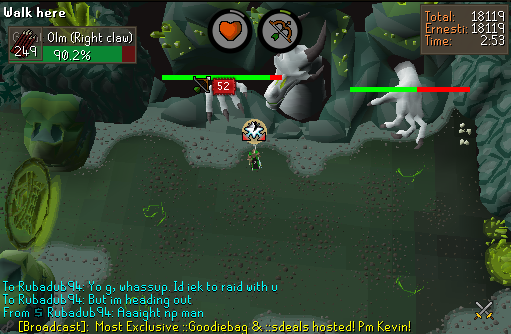 Walk here
Total: 18119
Ernesti: 18119
Time: 2:53
Olm (Right claw)
249
90.2%
52
To Rubadub94: Yo g, whassup. Id iek to raid with u
To Rubadub94: But im heading out
From S Rubadub94: Aaaight np man
[Broadcast]: Most Exclusive ::Goodiebag & ::sdeals hosted! Pm Kevin!